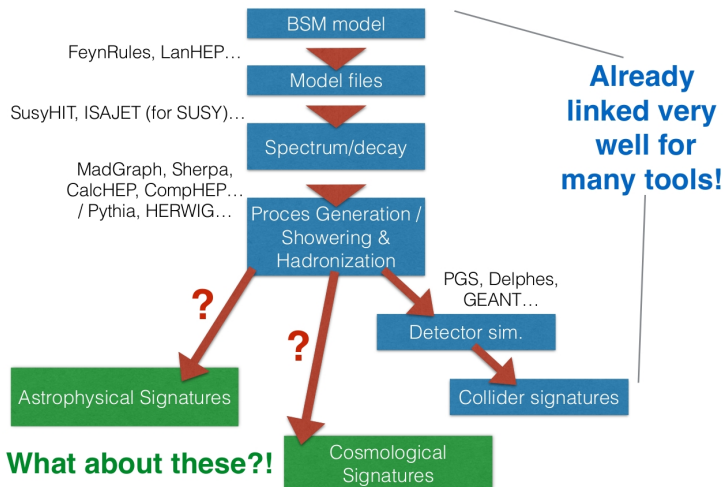 BSM model
FeynRules, LanHEP…
Model files
SusyHIT, ISAJET (for SUSY)…
Spectrum/decay
MadGraph, Sherpa,
CalcHEP, CompHEP…
/ Pythia, HERWIG…
Proces Generation /
Showering &
Hadronization
Already
linked very
well for
many tools!
PGS, Delphes,
GEANT…
?
?
Detector sim.
Astrophysical Signatures
Collider signatures
What about these?!
Cosmological
Signatures